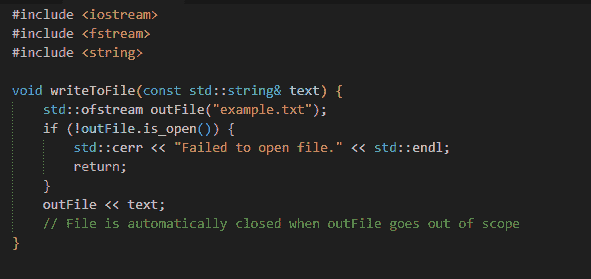 #include <iostream>
#include <fstream>
#include <string>
void writeToFile(const std::string& text) {
std::ofstream outFile("example.txt");
if (!outFile.is_open()) {
std::cerr << "Failed to open file." << std::endl;
return;
}
outFile << text;
// File is automatically closed when outFile goes out of scope
}